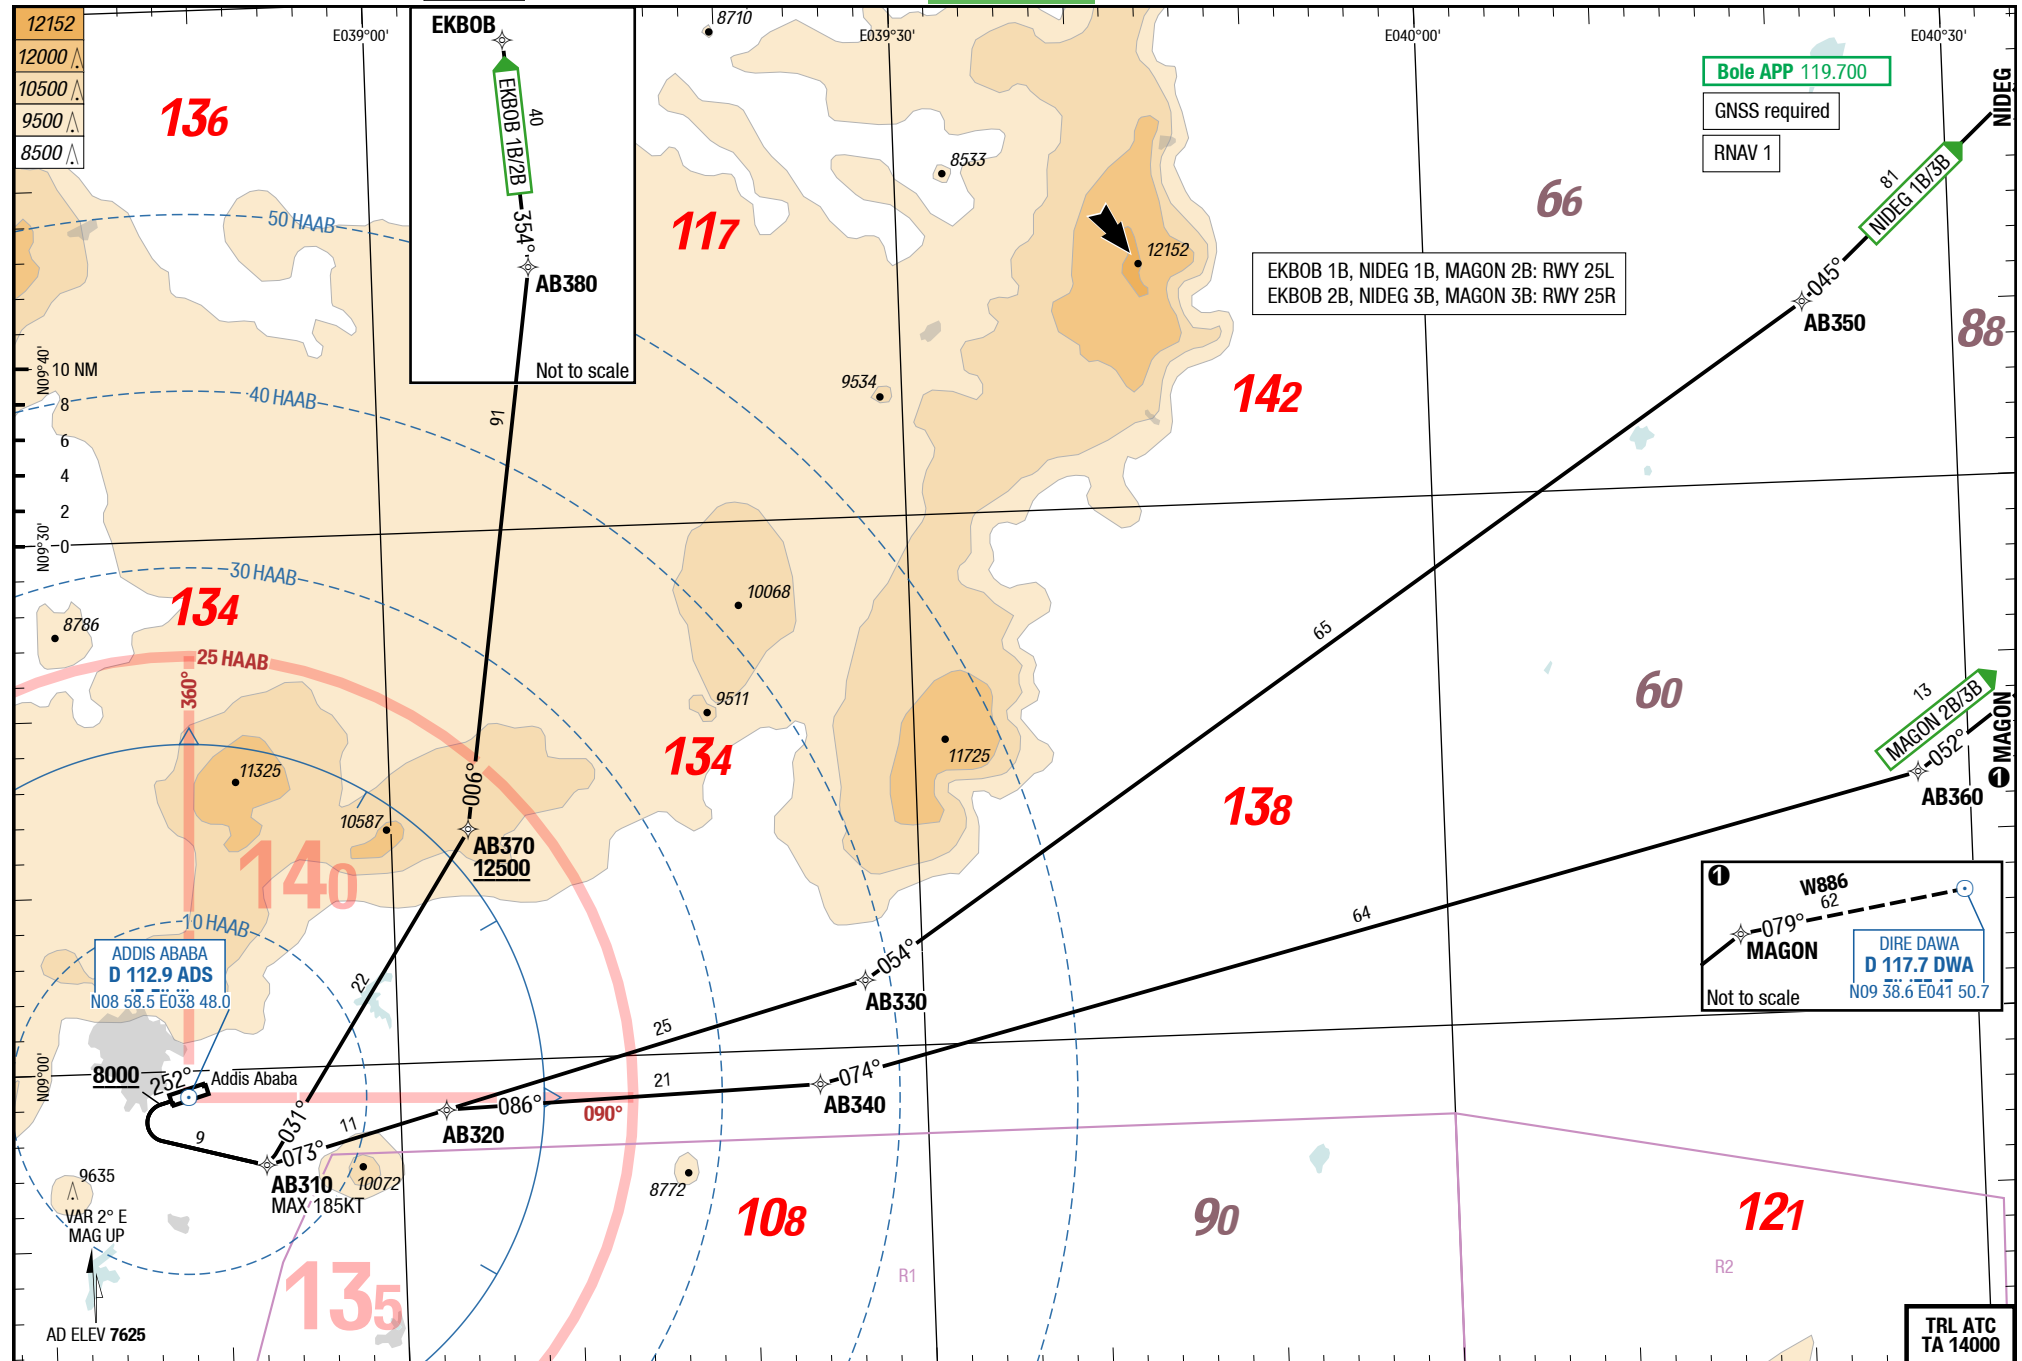 12152
12000
10500
9500
8500
EKBOB
EKBOB 1B/2B
40
354°
AB380
Not to scale
E039°00'
E039°30'
E040°00'
E040°30'
8710
Bole APP 119.700
GNSS required
RNAV 1
NIDEG
NIDEG 1B/3B
81
045°
AB350
136
117
8533
12152
66
88
50 HAAB
EKBOB 1B, NIDEG 1B, MAGON 2B: RWY 25L
EKBOB 2B, NIDEG 3B, MAGON 3B: RWY 25R
N09°40'
10 NM
8
6
4
2
0
N09°30'
40 HAAB
91
9534
142
30 HAAB
10068
134
8786
25 HAAB
360°
65
60
13
MAGON 2B/3B
MAGON
052°
1
AB360
9511
134
11725
11325
10587
006°
AB370
12500
138
140
10 HAAB
ADDIS ABABA
D 112.9 ADS
N08 58.5 E038 48.0
22
054°
AB330
64
1
W886
62
079°
MAGON
DIRE DAWA
D 117.7 DWA
N09 38.6 E041 50.7
Not to scale
25
N09°00'
8000
252°
Addis Ababa
21
074°
AB340
086°
090°
AB320
031°
11
9
073°
AB310
MAX 185KT
10072
9635
8772
VAR 2° E
MAG UP
108
90
121
R1
R2
135
AD ELEV 7625
TRL ATC
TA 14000